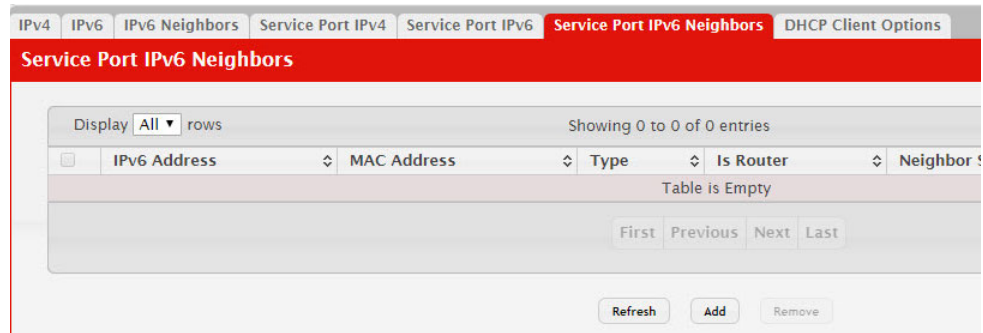 IPv4 IPv6 IPv6 Neighbors Service Port IPv4 Service Port IPv6 Service Port IPv6 Neighbors DHCP Client Options
Service Port IPv6 Neighbors
Display All rows Showing 0 to 0 of 0 entries
IPv6 Address MAC Address Type Is Router Neighbor S
Table is Empty
First Previous Next Last
Refresh Add Remove